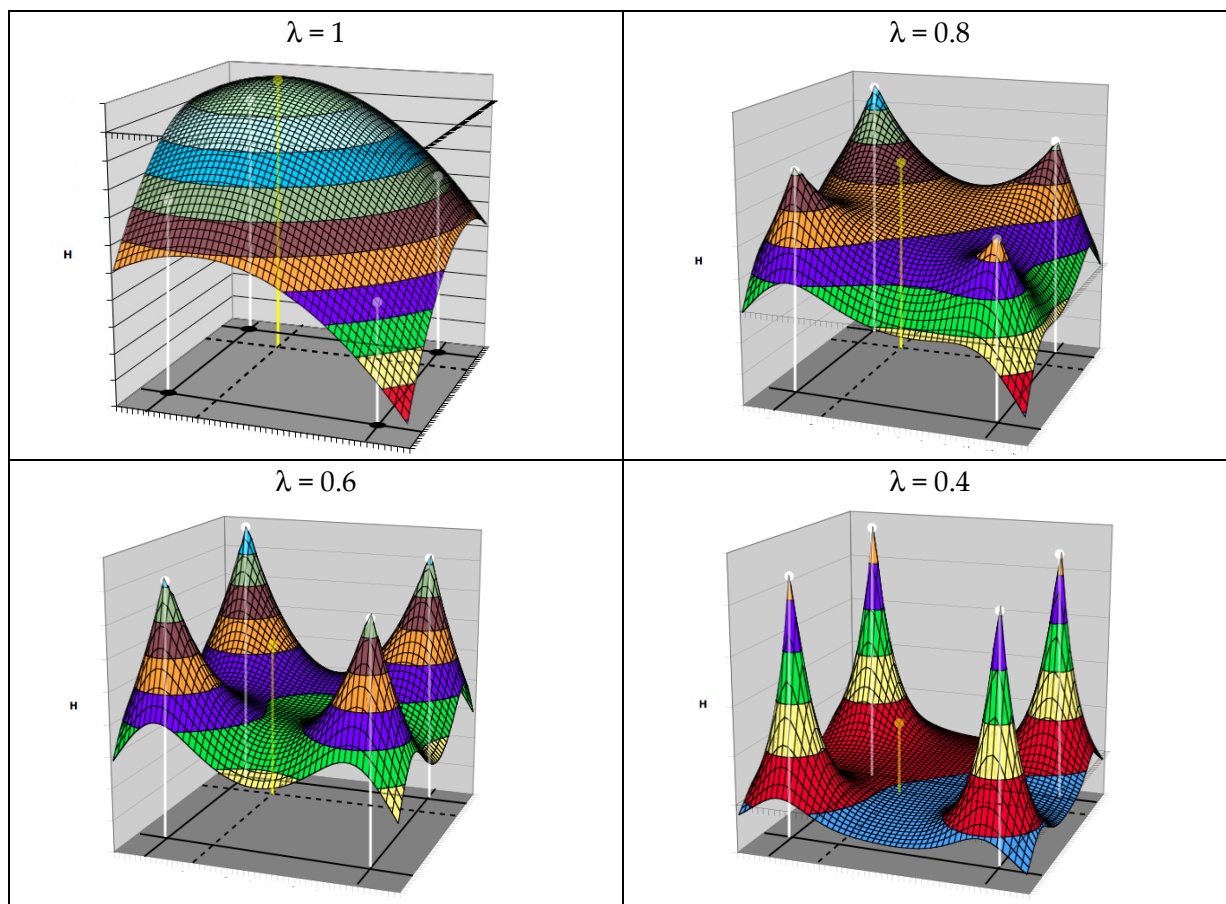 λ = 1
H
λ = 0.8
H
λ = 0.6
H
λ = 0.4
H